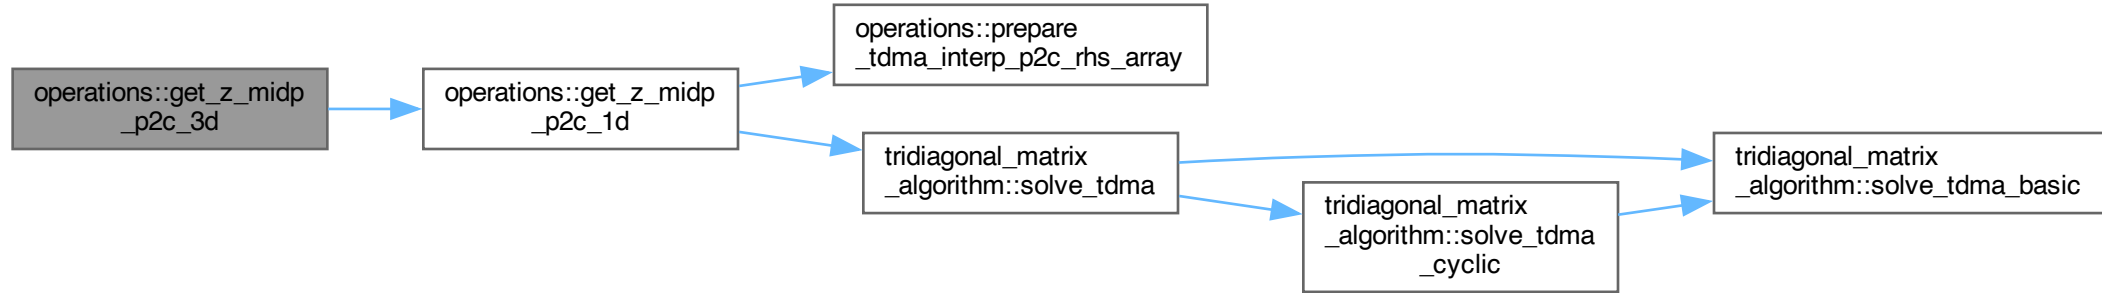 operations::get_z_midp
_p2c_3d
operations::get_z_midp
_p2c_1d
operations::prepare
_tdma_interp_p2c_rhs_array
tridiagonal_matrix
_algorithm::solve_tdma
tridiagonal_matrix
_algorithm::solve_tdma
_cyclic
tridiagonal_matrix
_algorithm::solve_tdma_basic